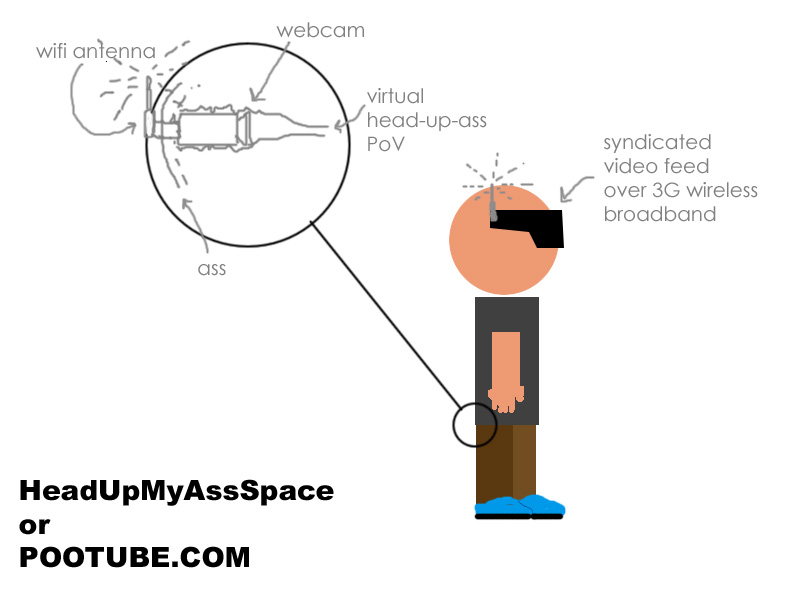 webcam
wifi antenna
virtual
head-up-ass
PoV
syndicated
video feed
over 3G wireless
broadband
ass
HeadUpMyAssSpace
or
POOTUBE.COM